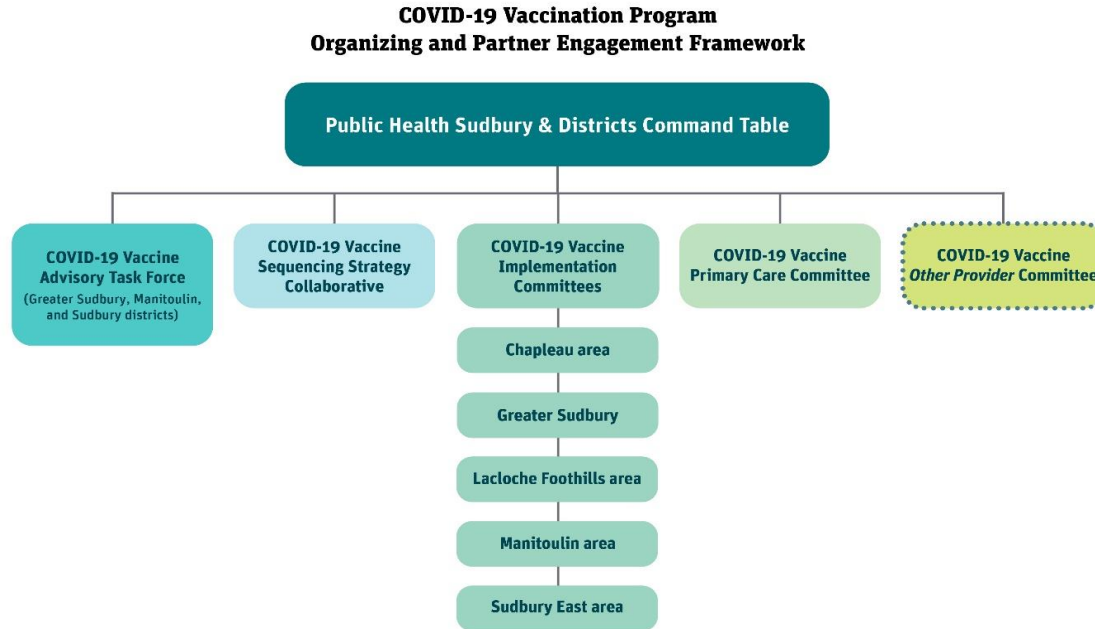 COVID-19 Vaccination Program
Organizing and Partner Engagement Framework
Public Health Sudbury & Districts Command Table
COVID-19 Vaccine
Advisory Task Force
(Greater Sudbury, Manitoulin,
and Sudbury districts)
COVID-19 Vaccine
Sequencing Strategy
Collaborative
COVID-19 Vaccine
Implementation
Committees
COVID-19 Vaccine
Primary Care Committee
COVID-19 Vaccine
Other Provider Committee
Chapleau area
Greater Sudbury
Lacloche Foothills area
Manitoulin area
Sudbury East area